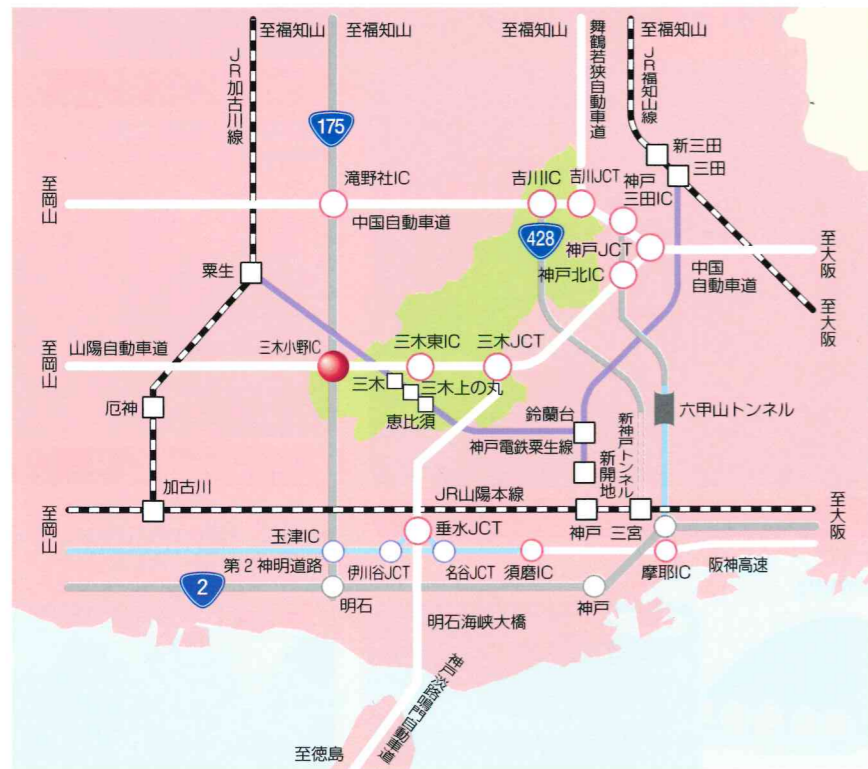 至福知山
至福知山
至福知山
至福知山
JR加古川線
舞鶴若狭自動車道
JR福知山線
175
新三田
三田
至岡山
滝野社IC
吉川IC
吉川JCT
神戸
三田IC
中国自動車道
428
神戸JCT
神戸北IC
至大阪
中国
自動車道
粟生
至大阪
山陽自動車道
三木小野IC
三木東IC
三木JCT
至岡山
三木
三木上の丸
恵比須
厄神
鈴蘭台
六甲山トンネル
神戸電鉄粟生線
新開地
新神戸トンネル
加古川
JR山陽本線
至岡山
神戸
三宮
至大阪
玉津IC
垂水JCT
第2神明道路
伊川谷JCT
名谷JCT
須磨IC
摩耶IC
阪神高速
2
明石
神戸
明石海峡大橋
神戸淡路鳴門自動車道
至徳島